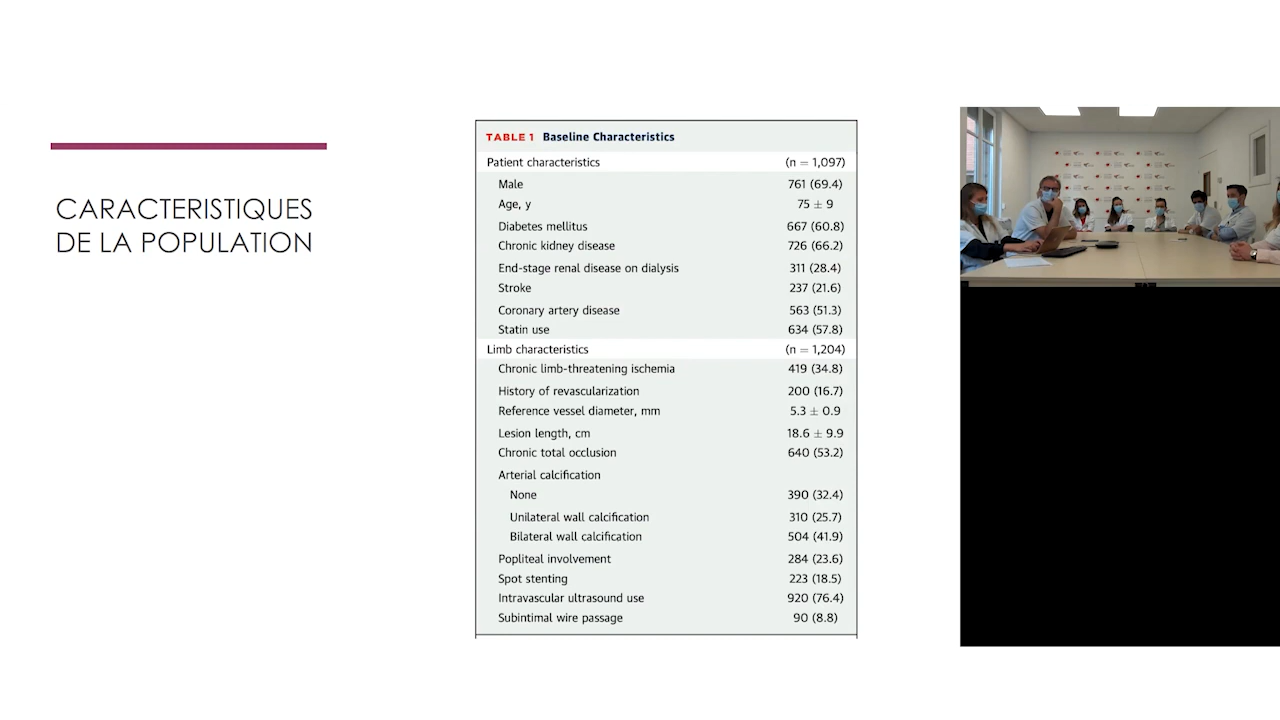 CARACTERISTIQUES
DE LA POPULATION
TABLE 1 Baseline Characteristics
Patient characteristics (n = 1,097)
Male 761 (69.4)
Age, y 75 ± 9
Diabetes mellitus 667 (60.8)
Chronic kidney disease 726 (66.2)
End-stage renal disease on dialysis 311 (28.4)
Stroke 237 (21.6)
Coronary artery disease 563 (51.3)
Statin use 634 (57.8)
Limb characteristics (n = 1,204)
Chronic limb-threatening ischemia 419 (34.8)
History of revascularization 200 (16.7)
Reference vessel diameter, mm 5.3 ± 0.9
Lesion length, cm 18.6 ± 9.9
Chronic total occlusion 640 (53.2)
Arterial calcification
None 390 (32.4)
Unilateral wall calcification 310 (25.7)
Bilateral wall calcification 504 (41.9)
Popliteal involvement 284 (23.6)
Spot stenting 223 (18.5)
Intravascular ultrasound use 920 (76.4)
Subintimal wire passage 90 (8.8)